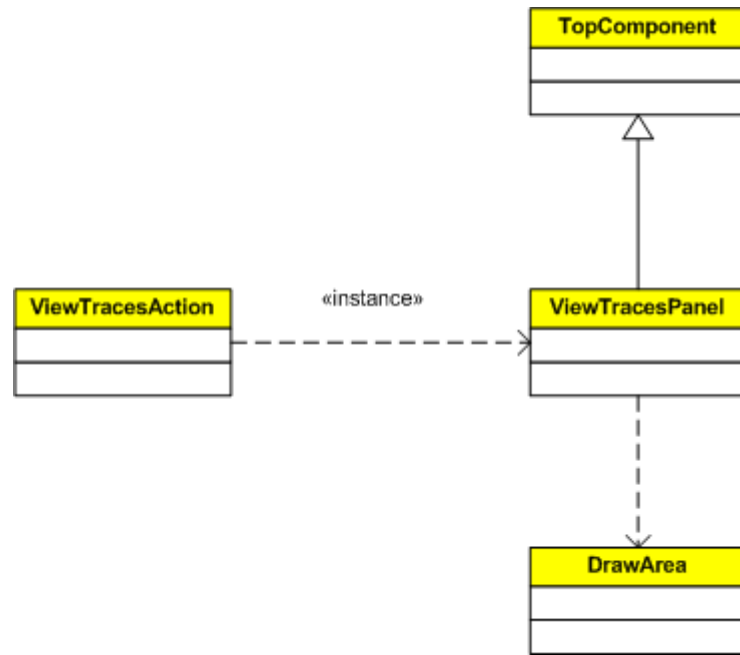 TopComponent
ViewTracesAction
«instance»
ViewTracesPanel
DrawArea